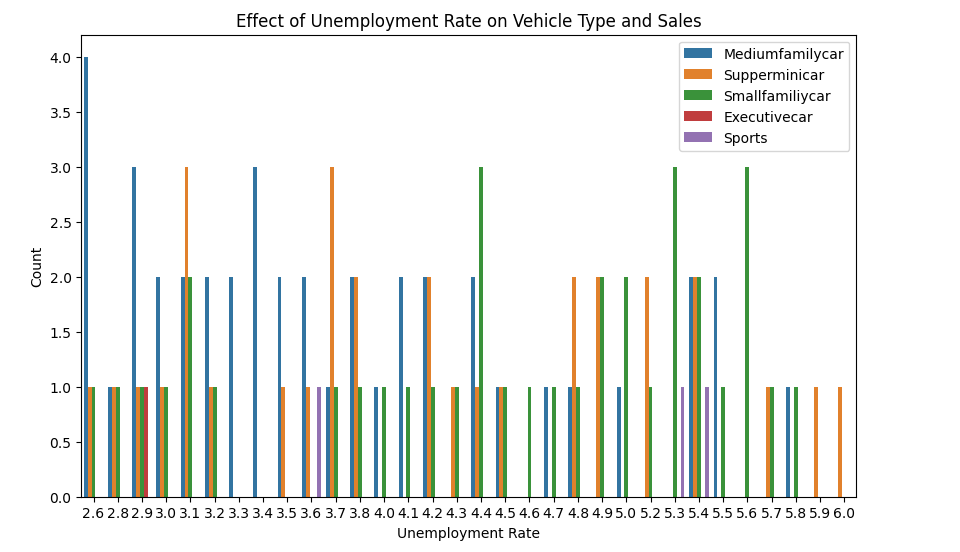 Effect of Unemployment Rate on Vehicle Type and Sales
4.0
3.5
3.0
2.5
2.0
1.5
1.0
0.5
0.0
Count
Mediumfamilycar
Supperminicar
Smallfamiliycar
Executivecar
Sports
2.6 2.8 2.9 3.0 3.1 3.2 3.3 3.4 3.5 3.6 3.7 3.8 4.0 4.1 4.2 4.3 4.4 4.5 4.6 4.7 4.8 4.9 5.0 5.2 5.3 5.4 5.5 5.6 5.7 5.8 5.9 6.0
Unemployment Rate